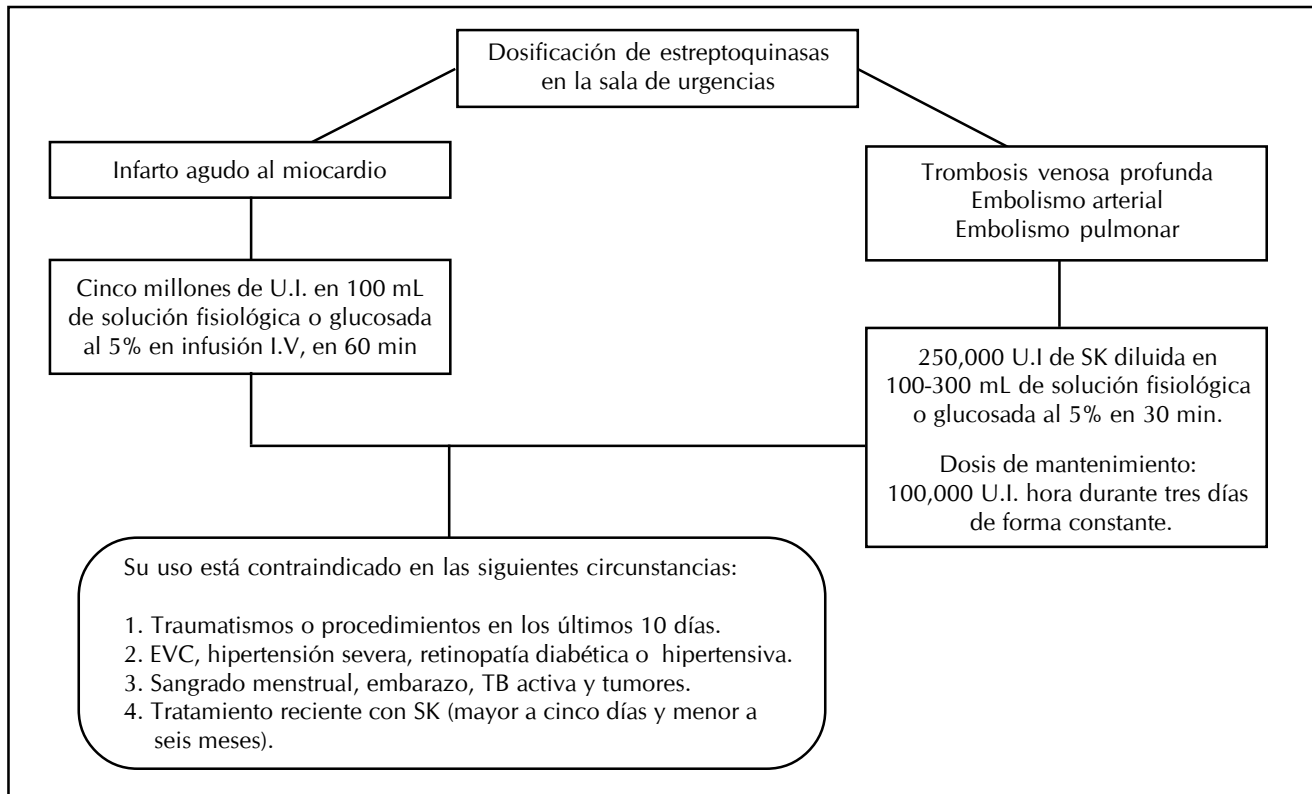 Dosificación de estreptoquinasas
en la sala de urgencias
Infarto agudo al miocardio
Trombosis venosa profunda
Embolismo arterial
Embolismo pulmonar
Cinco millones de U.I. en 100 mL
de solución fisiológica o glucosada
al 5% en infusión I.V, en 60 min
250,000 U.I de SK diluida en
100-300 mL de solución fisiológica
o glucosada al 5% en 30 min.
Dosis de mantenimiento:
100,000 U.I. hora durante tres días
de forma constante.
Su uso está contraindicado en las siguientes circunstancias:
1. Traumatismos o procedimientos en los últimos 10 días.
2. EVC, hipertensión severa, retinopatía diabética o hipertensiva.
3. Sangrado menstrual, embarazo, TB activa y tumores.
4. Tratamiento reciente con SK (mayor a cinco días y menor a
seis meses).